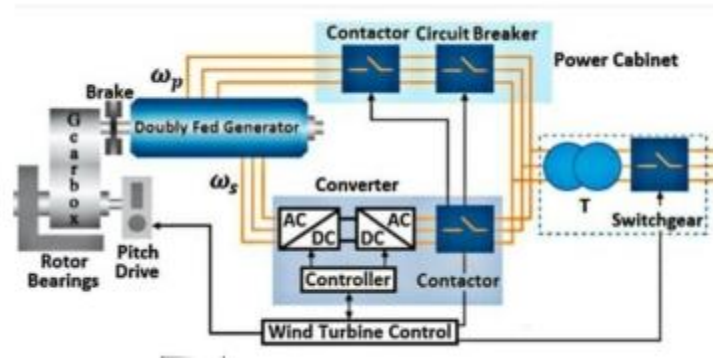 Contactor Circuit Breaker
Power Cabinet
ωp
Brake
Gearbox
Doubly Fed Generator
ωs
Converter
AC
DC
AC
DC
T
Switchgear
Rotor
Bearings
Pitch
Drive
Controller
Contactor
Wind Turbine Control